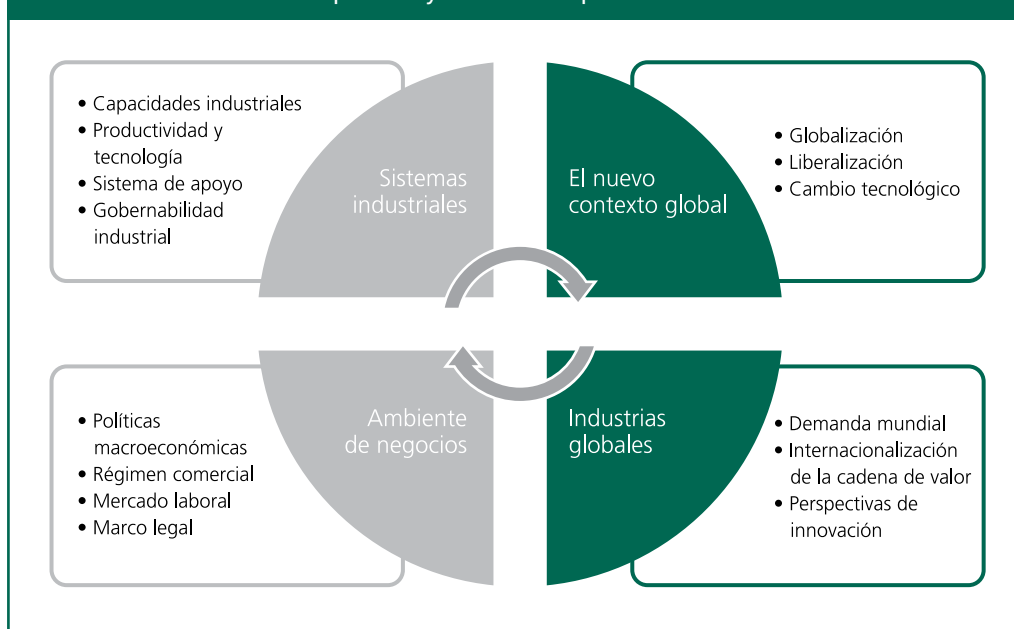 • Capacidades industriales
• Productividad y
tecnología
• Sistema de apoyo
• Gobernabilidad
industrial
Sistemas
industriales
El nuevo
contexto global
• Globalización
• Liberalización
• Cambio tecnológico
• Políticas
macroeconómicas
• Régimen comercial
• Mercado laboral
• Marco legal
Ambiente
de negocios
Industrias
globales
• Demanda mundial
• Internacionalización
de la cadena de valor
• Perspectivas de
innovación